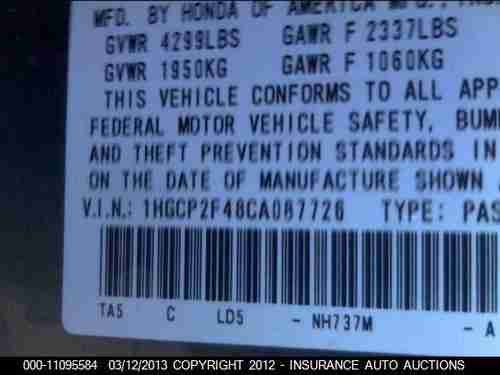 MFD. BY HONDA OF AMERICA MFG.,
GVWR 4299LBS GAWR F 2337LBS
GVWR 1950KG GAWR F 1060KG
THIS VEHICLE CONFORMS TO ALL APP
FEDERAL MOTOR VEHICLE SAFETY, BUM
AND THEFT PREVENTION STANDARDS IN
ON THE DATE OF MANUFACTURE SHOWN
V.I.N.: 1HGCP2F48CA087726 TYPE: PAS
TA5 C LD5 - NH737M - A
000-11095584 03/12/2013 COPYRIGHT 2012 - INSURANCE AUTO AUCTIONS